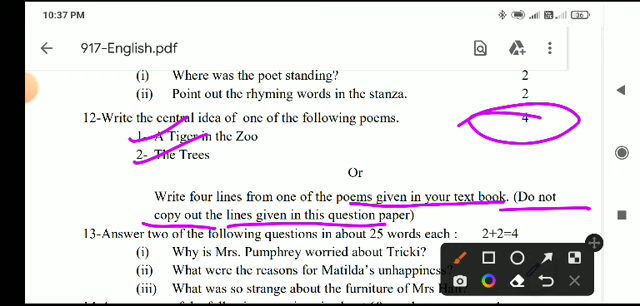 10:37 PM 36
917-English.pdf
(i) Where was the poet standing? 2
(ii) Point out the rhyming words in the stanza. 2
12-Write the central idea of one of the following poems. 4
1- A Tiger in the Zoo
2- The Trees
Or
Write four lines from one of the poems given in your text book. (Do not
copy out the lines given in this question paper)
13-Answer two of the following questions in about 25 words each : 2+2=4
(i) Why is Mrs. Pumphrey worried about Tricki?
(ii) What were the reasons for Matilda's unhappiness
(iii) What was so strange about the furniture of Mrs